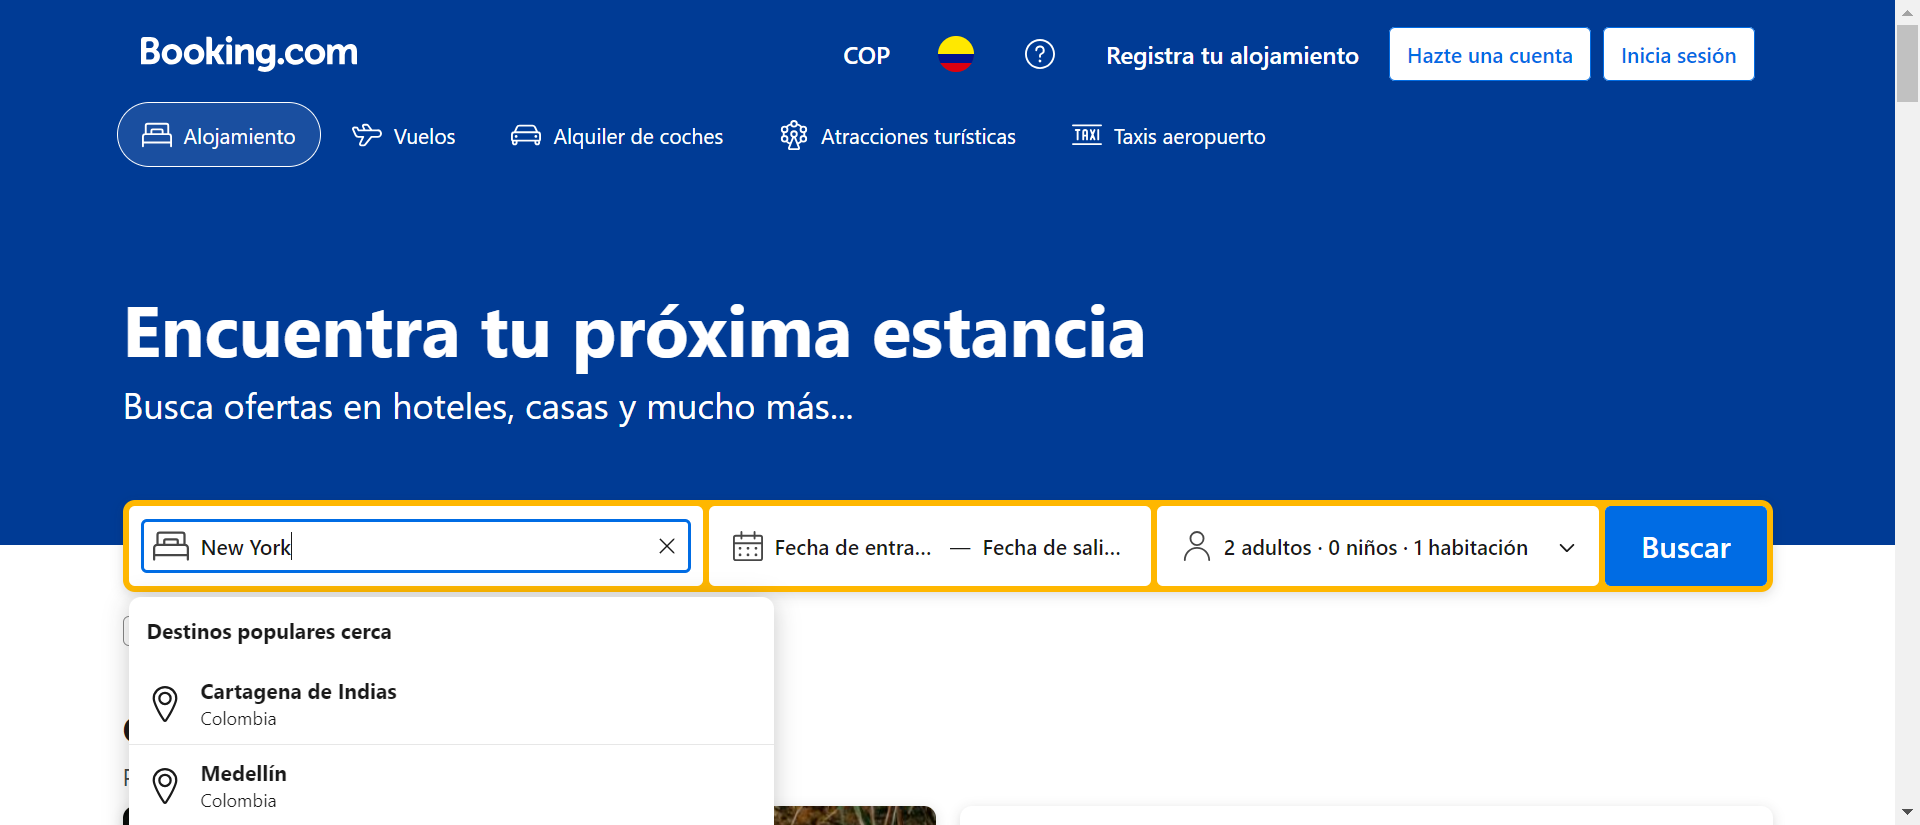 Booking.com
COP
Registra tu alojamiento
Hazte una cuenta
Inicia sesión
Alojamiento
Vuelos
Alquiler de coches
Atracciones turísticas
TAXI
Taxis aeropuerto
Encuentra tu próxima estancia
Busca ofertas en hoteles, casas y mucho más...
New York
Fecha de entra... — Fecha de sali...
2 adultos · 0 niños · 1 habitación
Buscar
Destinos populares cerca
Cartagena de Indias
Colombia
Medellín
Colombia